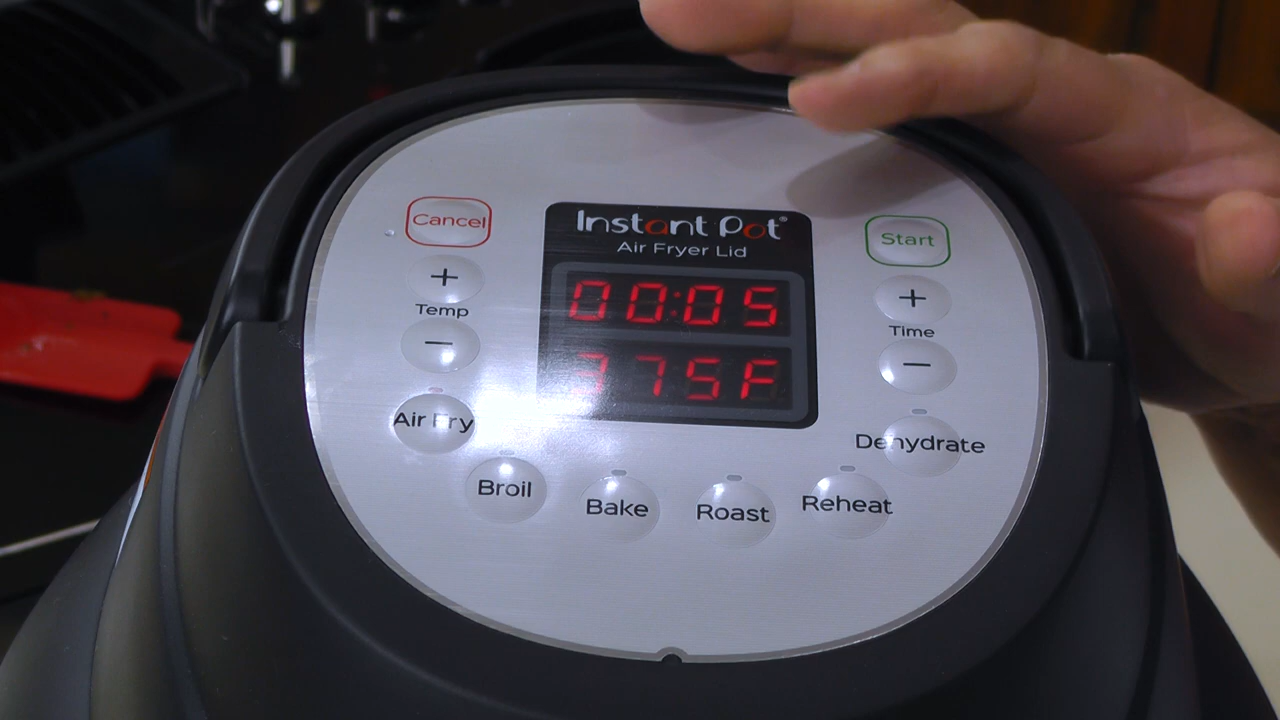 Instant Pot®
Air Fryer Lid
00:05
375F
Cancel
+
Temp
−
Start
+
Time
−
Air Fry
Broil
Bake
Roast
Reheat
Dehydrate